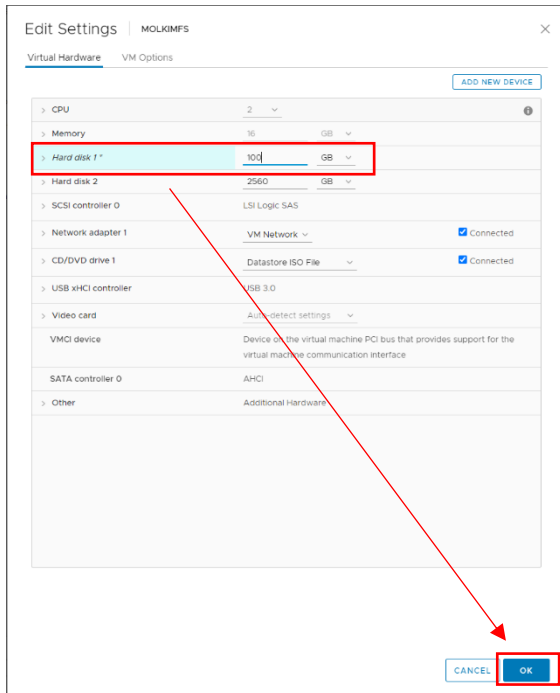 Edit Settings MOLKIMFS
Virtual Hardware VM Options
ADD NEW DEVICE
CPU 2
Memory 16 GB
Hard disk 1 * 100 GB
Hard disk 2 2560 GB
SCSI controller 0 LSI Logic SAS
Network adapter 1 VM Network Connected
CD/DVD drive 1 Datastore ISO File Connected
USB xHCI controller USB 3.0
Video card Auto-detect settings
VMCI device Device on the virtual machine PCI bus that provides support for the
virtual machine communication interface
SATA controller 0 AHCI
Other Additional Hardware
CANCEL OK